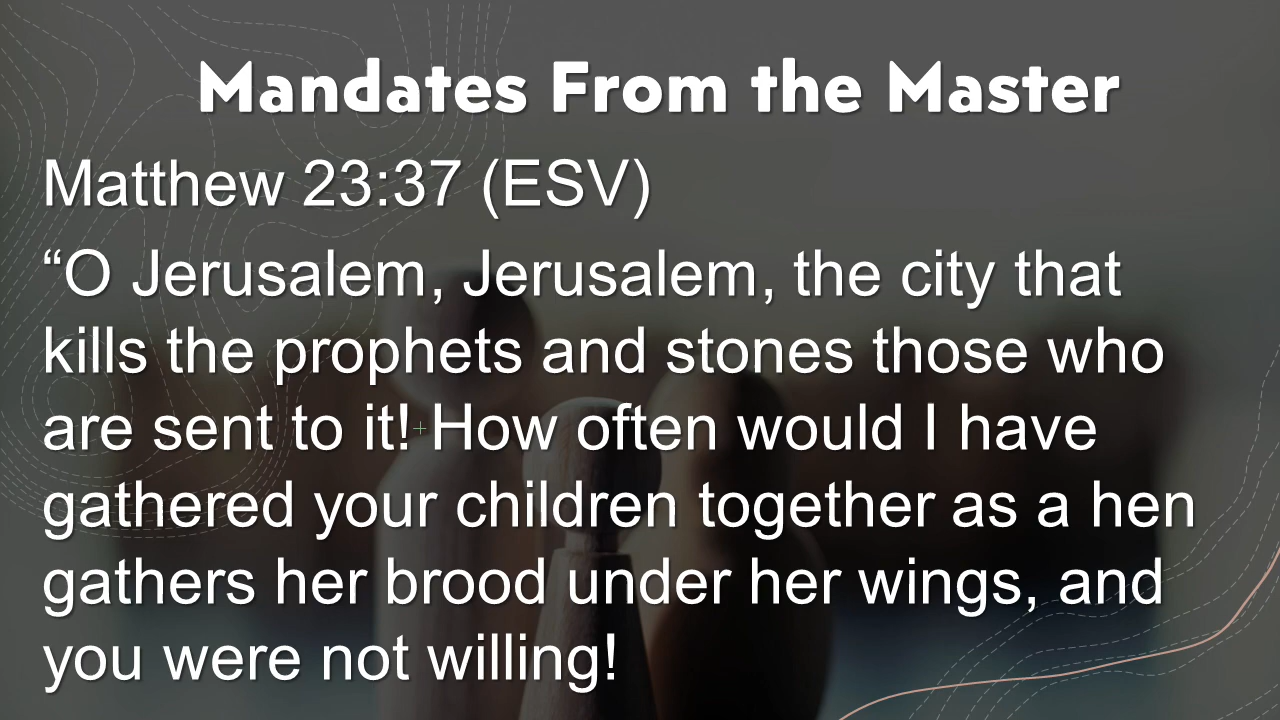 Mandates From the Master
Matthew 23:37 (ESV)
“O Jerusalem, Jerusalem, the city that
kills the prophets and stones those who
are sent to it! How often would I have
gathered your children together as a hen
gathers her brood under her wings, and
you were not willing!